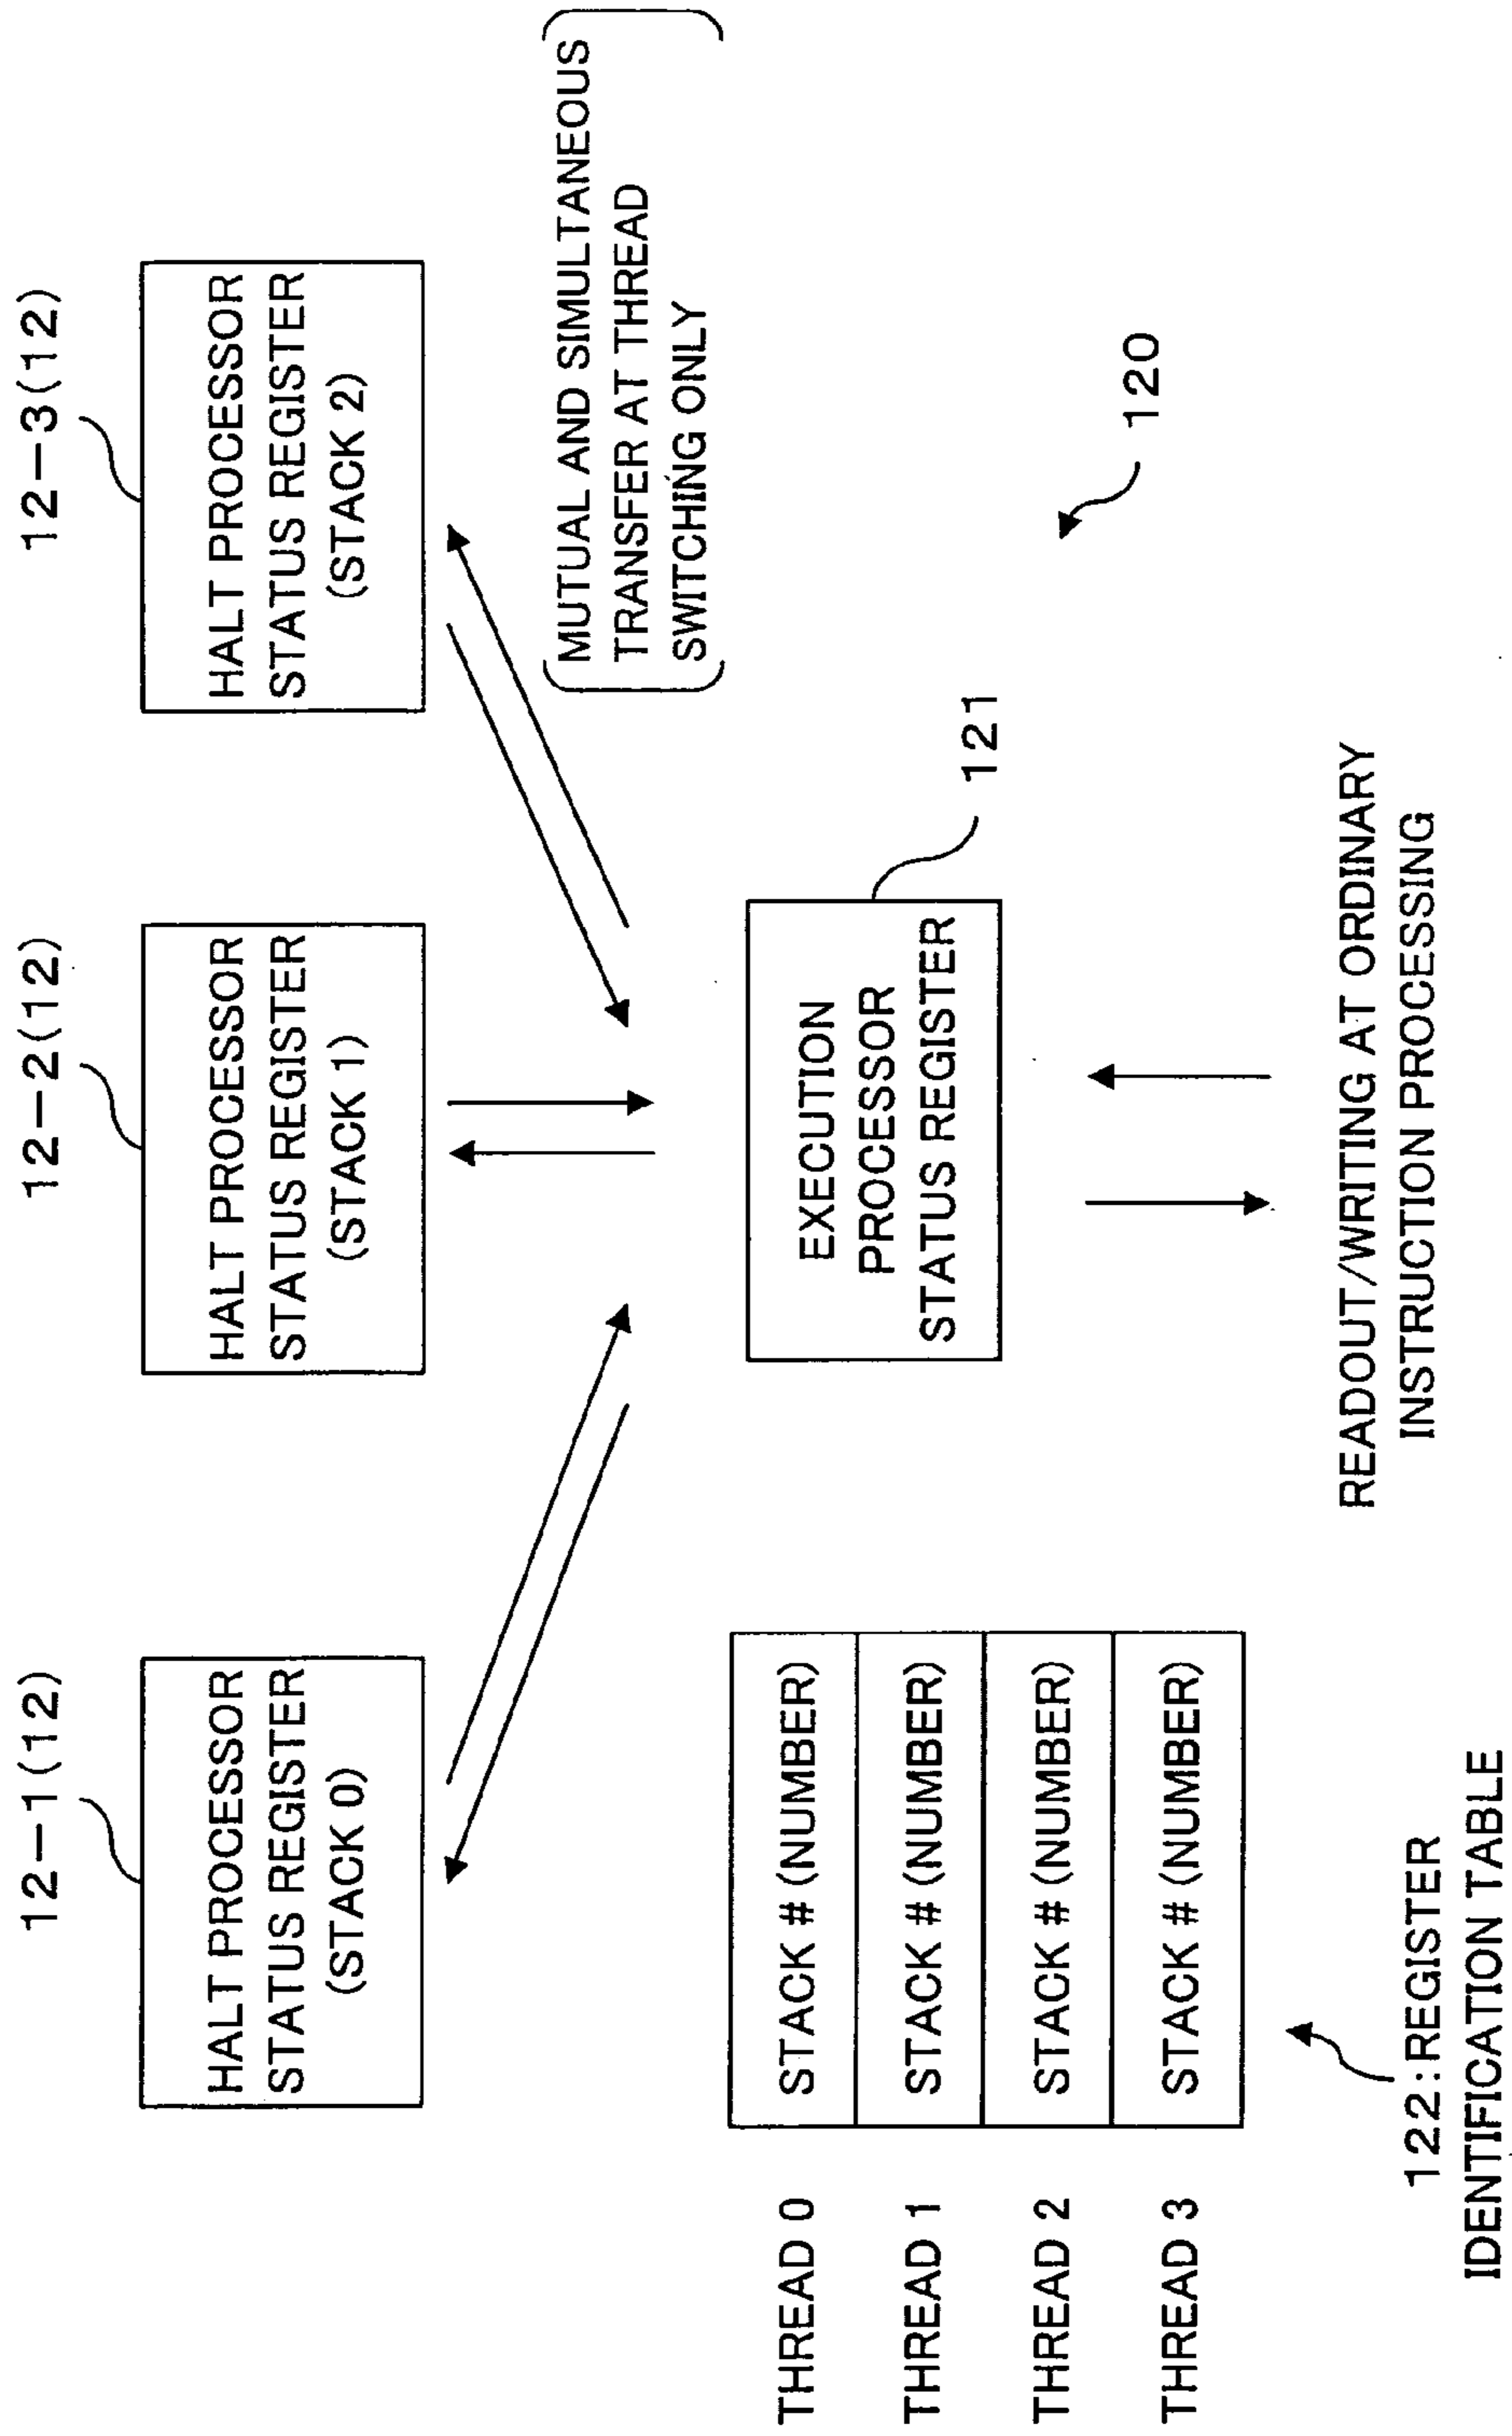 12-1(12)
HALT PROCESSOR
STATUS REGISTER
(STACK 0)
12-2(12)
HALT PROCESSOR
STATUS REGISTER
(STACK 1)
12-3(12)
HALT PROCESSOR
STATUS REGISTER
(STACK 2)
MUTUAL AND SIMULTANEOUS
TRANSFER AT THREAD
SWITCHING ONLY
THREAD 0 STACK # (NUMBER)
THREAD 1 STACK # (NUMBER)
THREAD 2 STACK # (NUMBER)
THREAD 3 STACK # (NUMBER)
122:REGISTER
IDENTIFICATION TABLE
EXECUTION
PROCESSOR
STATUS REGISTER
121
120
READOUT/WRITING AT ORDINARY
INSTRUCTION PROCESSING